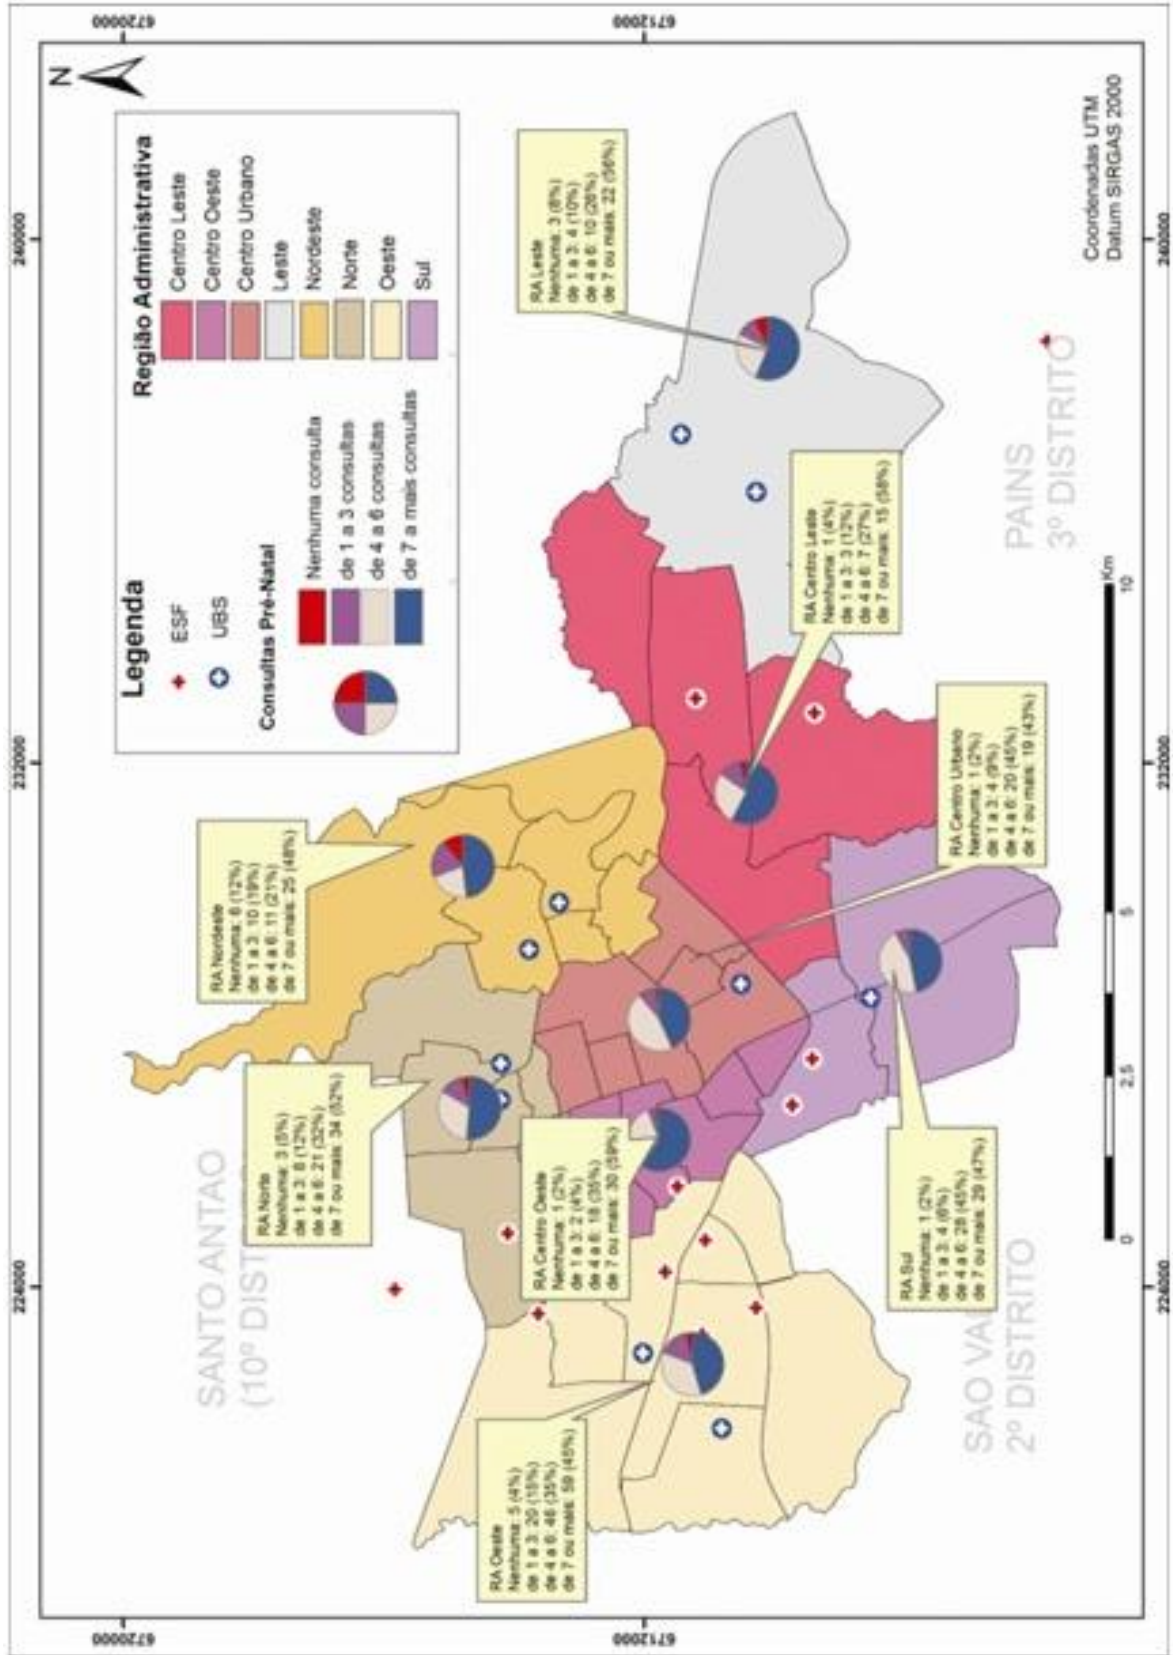 224000
232000
240000
6720000
6720000
6712000
6712000
N
Legenda
ESF
UBS
Consultas Pré-Natal
Nenhuma consulta
de 1 a 3 consultas
de 4 a 6 consultas
de 7 a mais consultas
Região Administrativa
Centro Leste
Centro Oeste
Centro Urbano
Leste
Nordeste
Norte
Oeste
Sul
SANTO ANTAO
(10º DIST
RA Nordeste
Nenhuma: 6 (12%)
de 1 a 3: 10 (19%)
de 4 a 6: 11 (21%)
de 7 ou mais: 25 (48%)
RA Norte
Nenhuma: 3 (5%)
de 1 a 3: 8 (12%)
de 4 a 6: 21 (32%)
de 7 ou mais: 34 (52%)
RA Oeste
Nenhuma: 5 (4%)
de 1 a 3: 20 (15%)
de 4 a 6: 46 (35%)
de 7 ou mais: 59 (45%)
RA Centro Oeste
Nenhuma: 1 (2%)
de 1 a 3: 2 (4%)
de 4 a 6: 18 (35%)
de 7 ou mais: 30 (59%)
RA Leste
Nenhuma: 3 (8%)
de 1 a 3: 4 (10%)
de 4 a 6: 10 (26%)
de 7 ou mais: 22 (56%)
RA Centro Leste
Nenhuma: 1 (4%)
de 1 a 3: 3 (12%)
de 4 a 6: 7 (27%)
de 7 ou mais: 15 (58%)
RA Sul
Nenhuma: 1 (2%)
de 1 a 3: 4 (6%)
de 4 a 6: 28 (45%)
de 7 ou mais: 29 (47%)
RA Centro Urbano
Nenhuma: 1 (2%)
de 1 a 3: 4 (9%)
de 4 a 6: 20 (45%)
de 7 ou mais: 19 (43%)
SAO VA
2º DISTRITO
PAINS
3º DISTRITO
0
2,5
5
10
Km
Coordenadas UTM
Datum SIRGAS 2000
224000
232000
240000